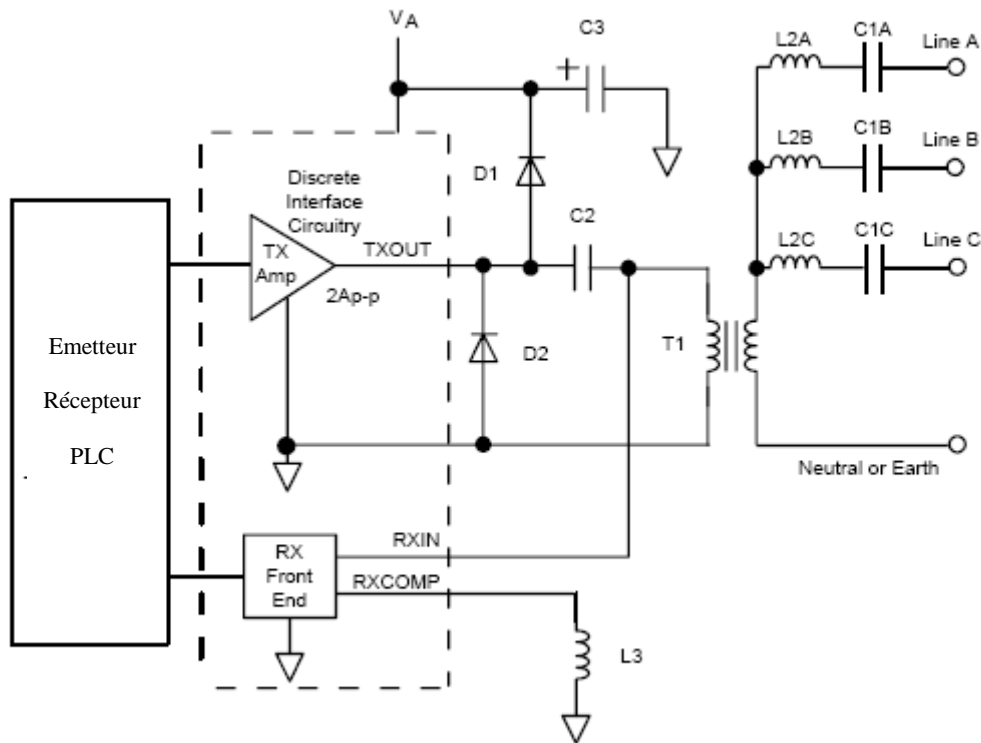 VA
C3
+
L2A
C1A
Line A
L2B
C1B
Line B
D1
Discrete
Interface
Circuitry
C2
L2C
C1C
Line C
TX
Amp
TXOUT
2Ap-p
D2
T1
Emetteur
Récepteur
PLC
Neutral or Earth
RX
Front
End
RXIN
RXCOMP
L3